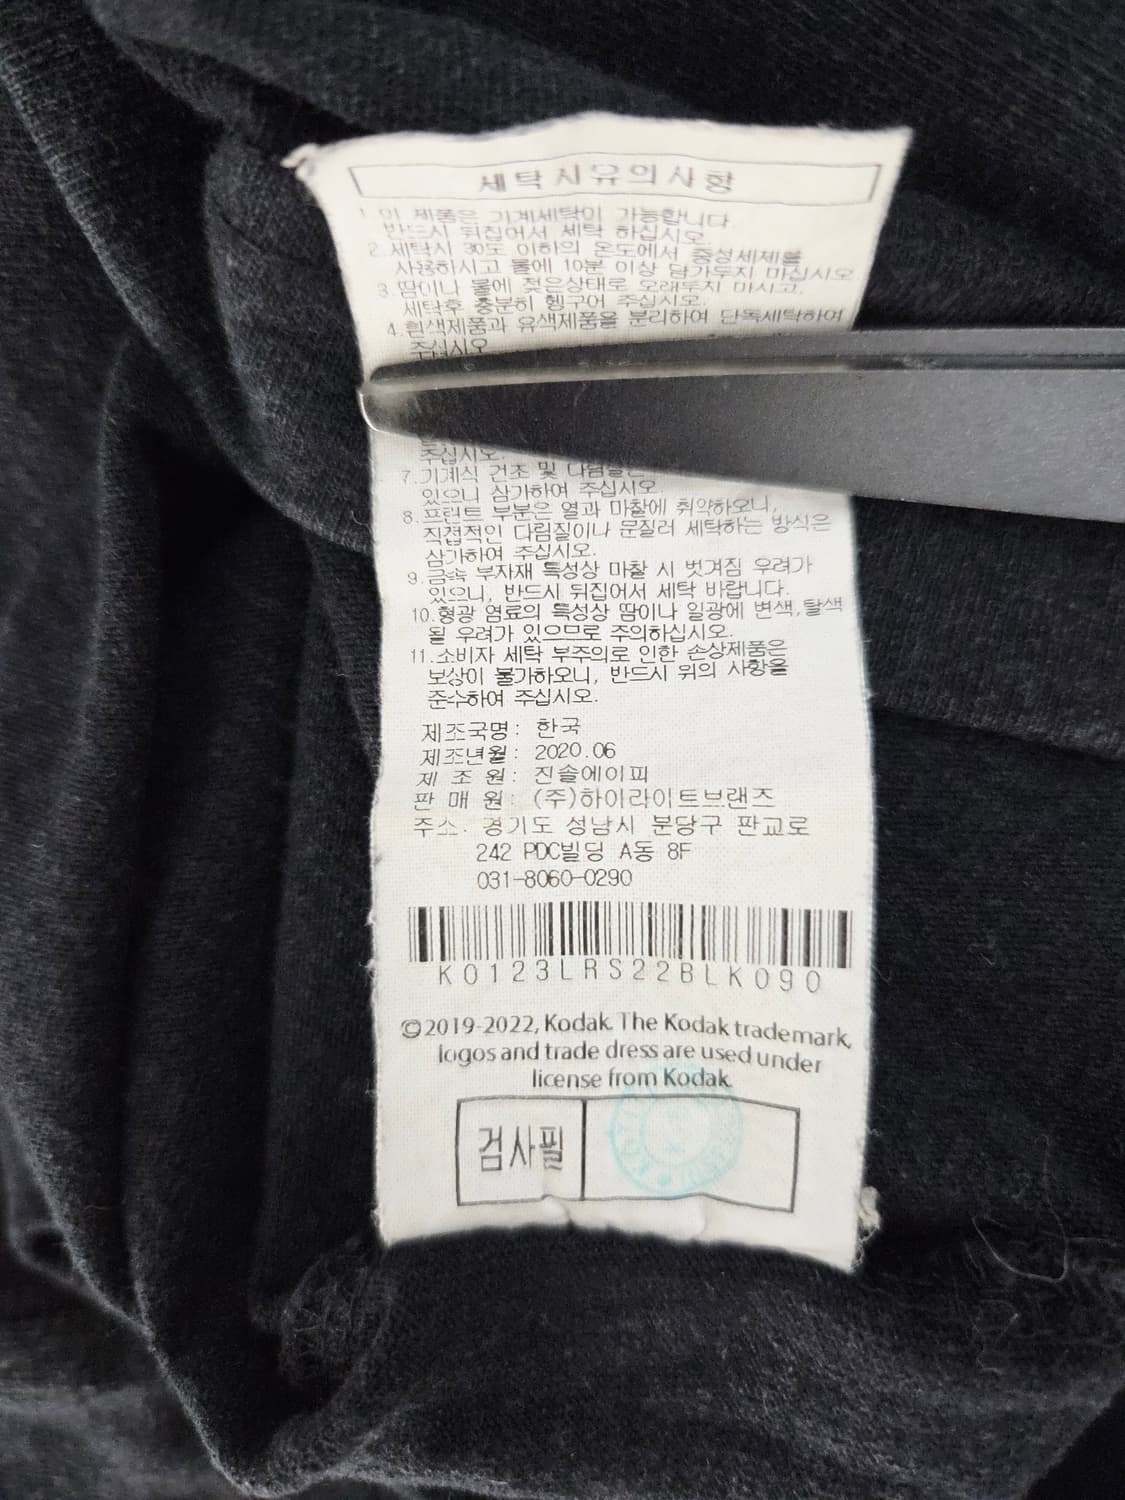 세탁시유의사항
1 이 제품은 기계세탁이 가능합니다.
반드시 뒤집어서 세탁 하십시오.
2. 세탁시 30도 이하의 온도에서 중성세제를
사용하시고 물에 10분 이상 담가두지 마십시오
3. 땀이나 물에 젖은상태로 오래두지 마시고,
세탁후 충분히 헹구어 주십시오.
4. 흰색제품과 유색제품을 분리하여 단독세탁하여
주십시오
주십시오.
7. 기계식 건조 및
있으니 삼가하여 주십시오.
8. 프린트 부분은 열과 마찰에 취약하오니,
직접적인 다림질이나 문질러 세탁하는 방식은
삼가하여 주십시오.
9. 금속 부자재 특성상 마찰 시 벗겨짐 우려가
있으니, 반드시 뒤집어서 세탁 바랍니다.
10. 형광 염료의 특성상 땀이나 일광에 변색,탈색
될 우려가 있으므로 주의하십시오.
11. 소비자 세탁 부주의로 인한 손상제품은
보상이 불가하오니, 반드시 위의 사항을
준수하여 주십시오.
제조국명: 한국
제조년월: 2020.06
제 조 원: 진솔에이피
판 매 원: (주)하이라이트브랜즈
주소. 경기도 성남시 분당구 판교로
242 PDC빌딩 A동 8F
031-8060-0290
K0123LRS22BLK090
©2019-2022, Kodak. The Kodak trademark,
logos and trade dress are used under
license from Kodak.
검사필